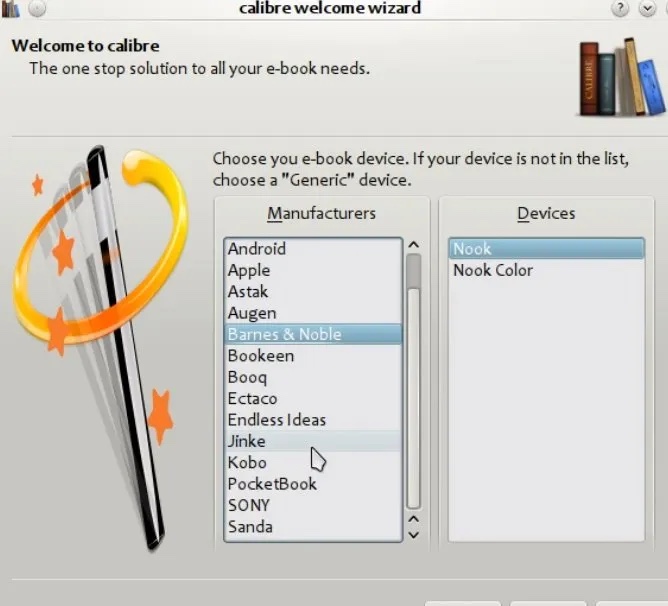 calibre welcome wizard
Welcome to calibre
The one stop solution to all your e-book needs.
CALIBRE
Choose you e-book device. If your device is not in the list,
choose a "Generic" device.
Manufacturers
Devices
Android
Apple
Astak
Augen
Barnes & Noble
Bookeen
Booq
Ectaco
Endless Ideas
Jinke
Kobo
PocketBook
SONY
Sanda
Nook
Nook Color